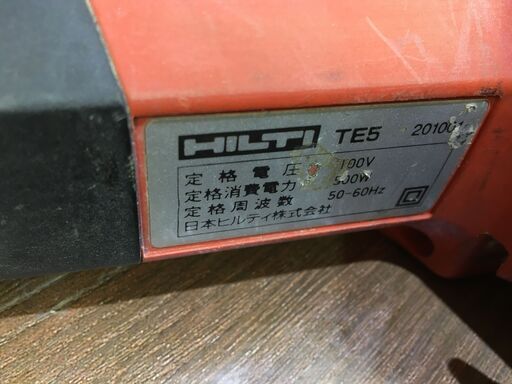 HILTI TE5 201001
定格電圧 100V
定格消費電力 500W
定格周波数 50-60Hz
日本ヒルティ株式会社